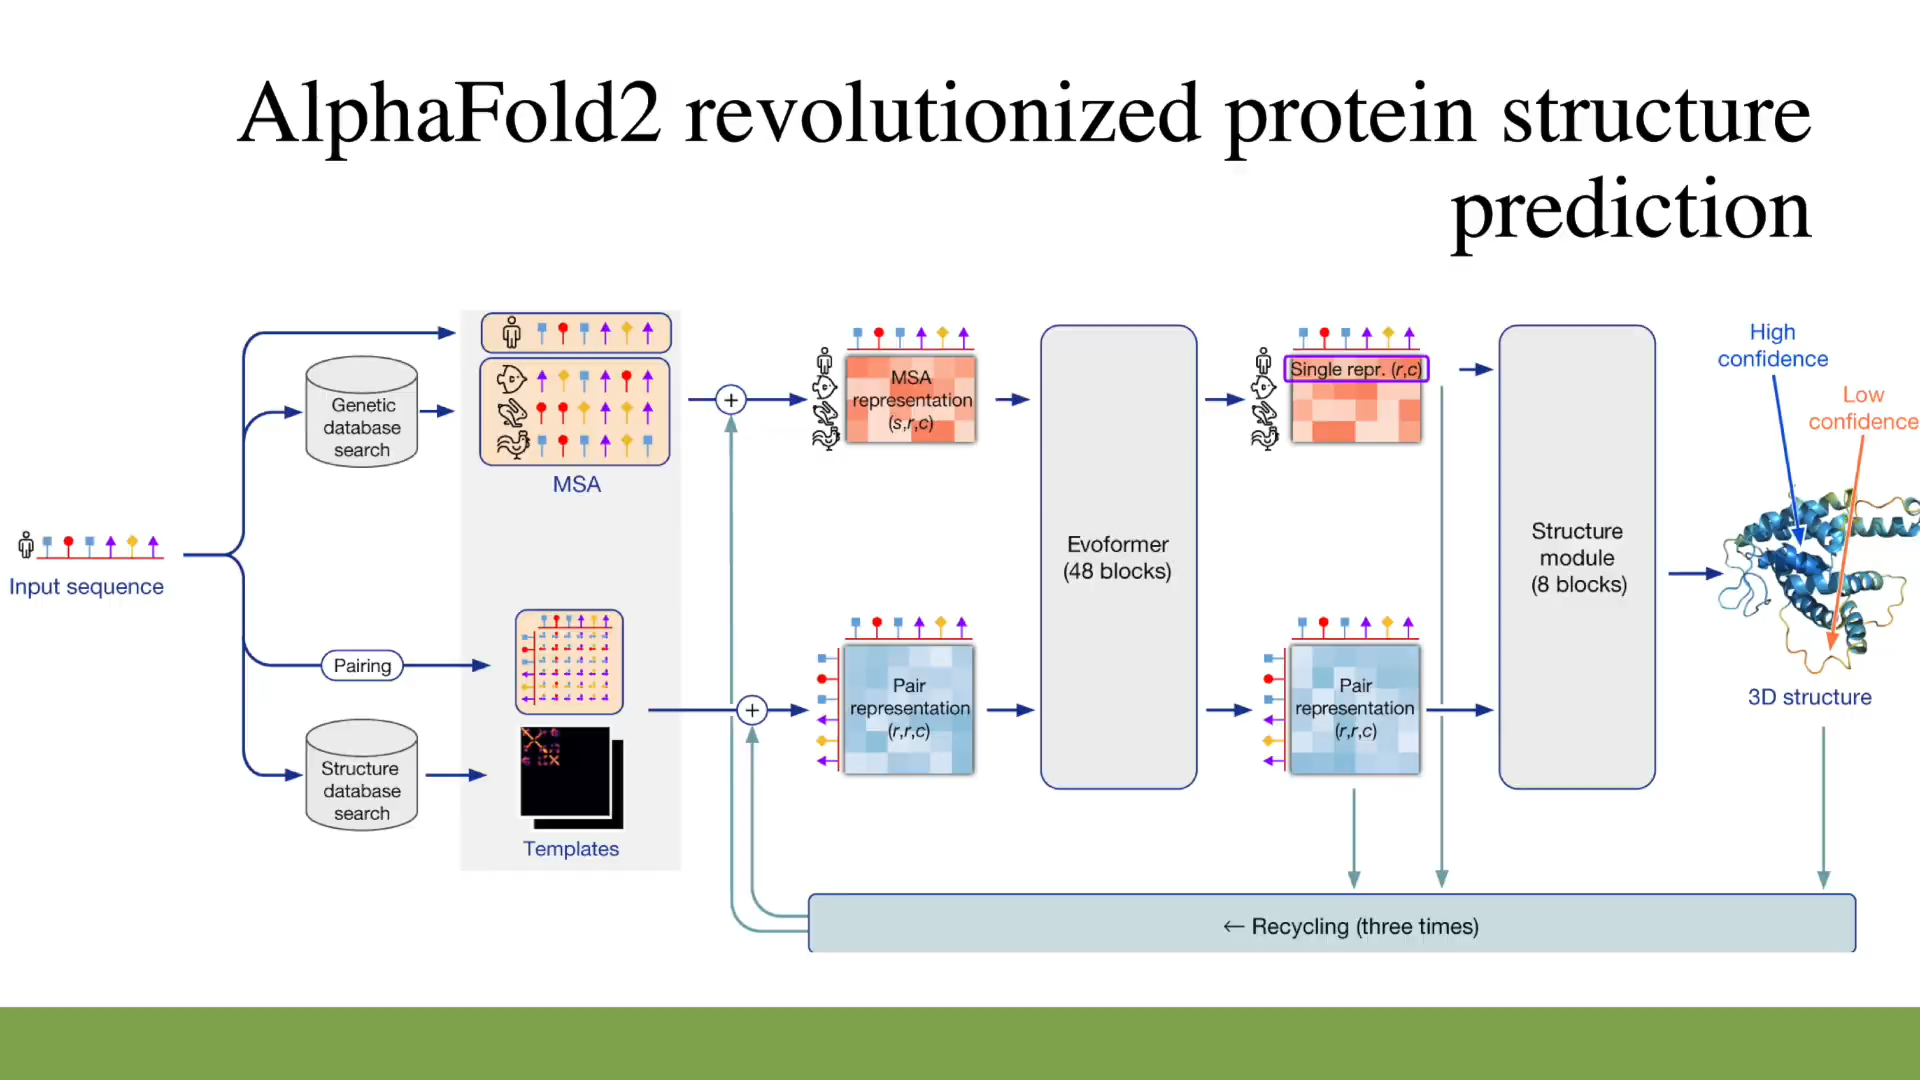 AlphaFold2 revolutionized protein structure
prediction
Input sequence
Genetic
database
search
MSA
Pairing
Structure
database
search
Templates
+
+
MSA
representation
(s,r,c)
Pair
representation
(r,r,c)
Evoformer
(48 blocks)
Single repr. (r,c)
Pair
representation
(r,r,c)
Structure
module
(8 blocks)
High
confidence
Low
confidence
3D structure
← Recycling (three times)